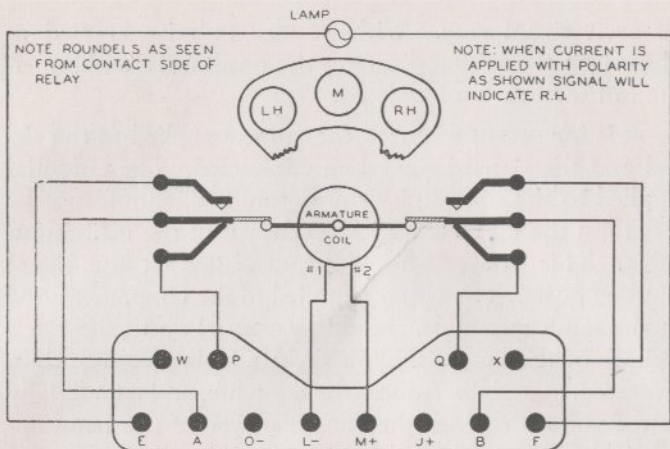 LAMP
NOTE ROUNDELS AS SEEN
FROM CONTACT SIDE OF
RELAY
NOTE: WHEN CURRENT IS
APPLIED WITH POLARITY
AS SHOWN SIGNAL WILL
INDICATE R.H.
LH
M
RH
ARMATURE
COIL
#1
#2
W
P
Q
X
E
A
O-
L-
M+
J+
B
F